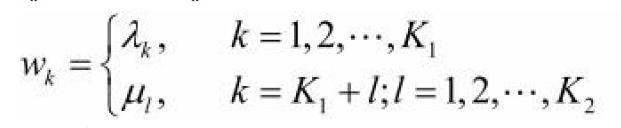 w_k = { λ_k, k = 1,2,⋯,K_1
μ_l, k = K_1 + l; l = 1,2,⋯,K_2